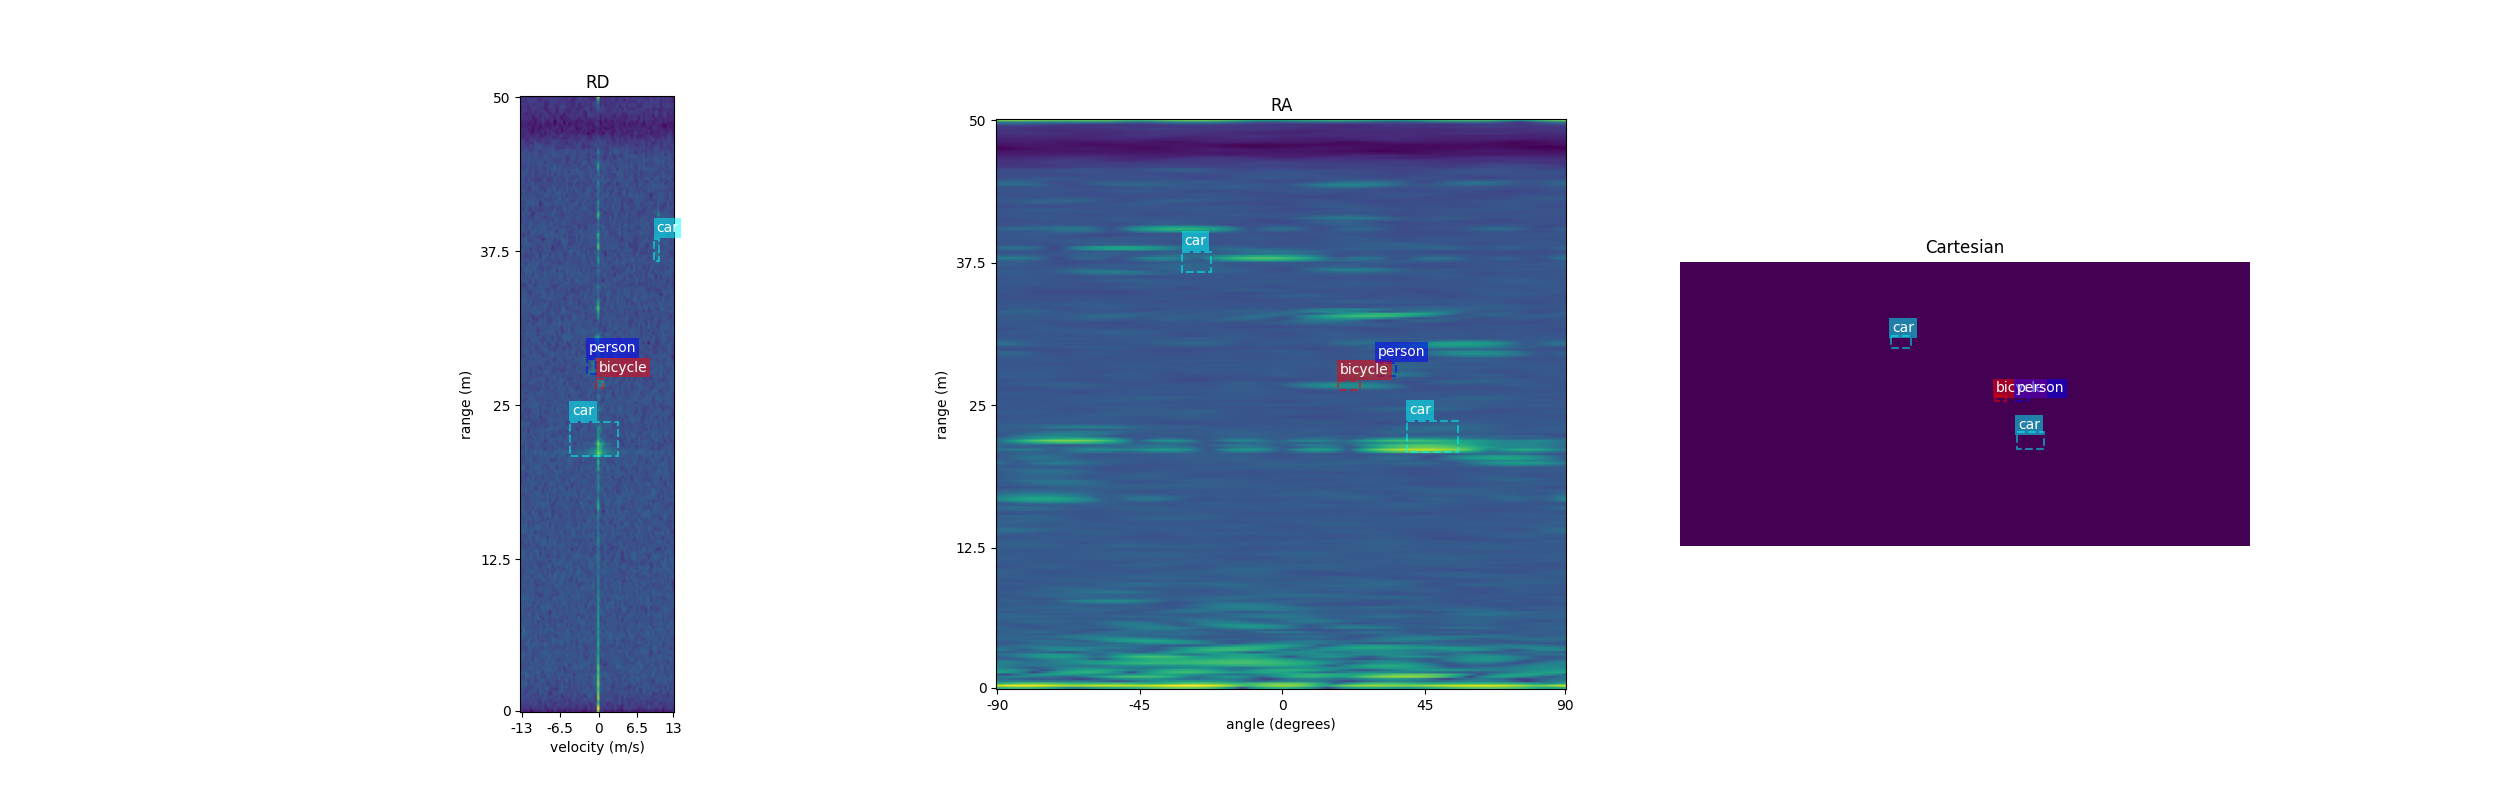 RD
50
37.5
25
12.5
0
range (m)
-13 -6.5 0 6.5 13
velocity (m/s)
car
person
bicycle
car
RA
50
37.5
25
12.5
0
range (m)
-90 -45 0 45 90
angle (degrees)
car
person
bicycle
car
Cartesian
car
person
car